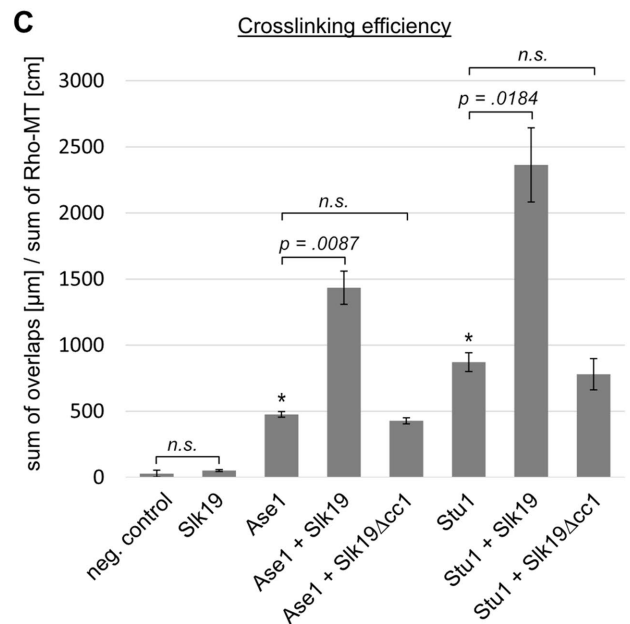 C
Crosslinking efficiency
sum of overlaps [µm] / sum of Rho-MT [cm]
3000
2500
2000
1500
1000
500
0
n.s.
n.s.
p = .0087
n.s.
p = .0184
*
*
neg. control
Slk19
Ase1
Ase1 + Slk19
Ase1 + Slk19Δcc1
Stu1
Stu1 + Slk19
Stu1 + Slk19Δcc1